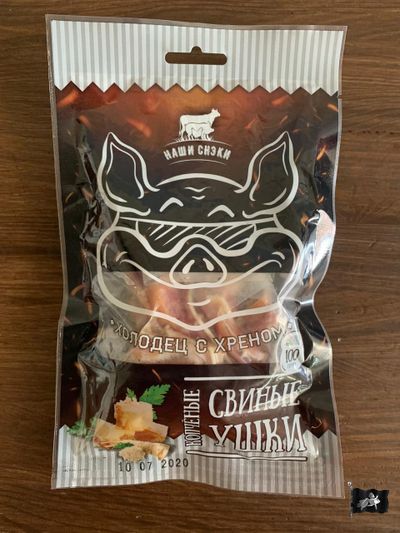 НАШИ СНЭКИ
ХОЛОДЕЦ С ХРЕНОМ
100
КОПЧЕНЫЕ
СВИНЫЕ
УШКИ
10 07 2020